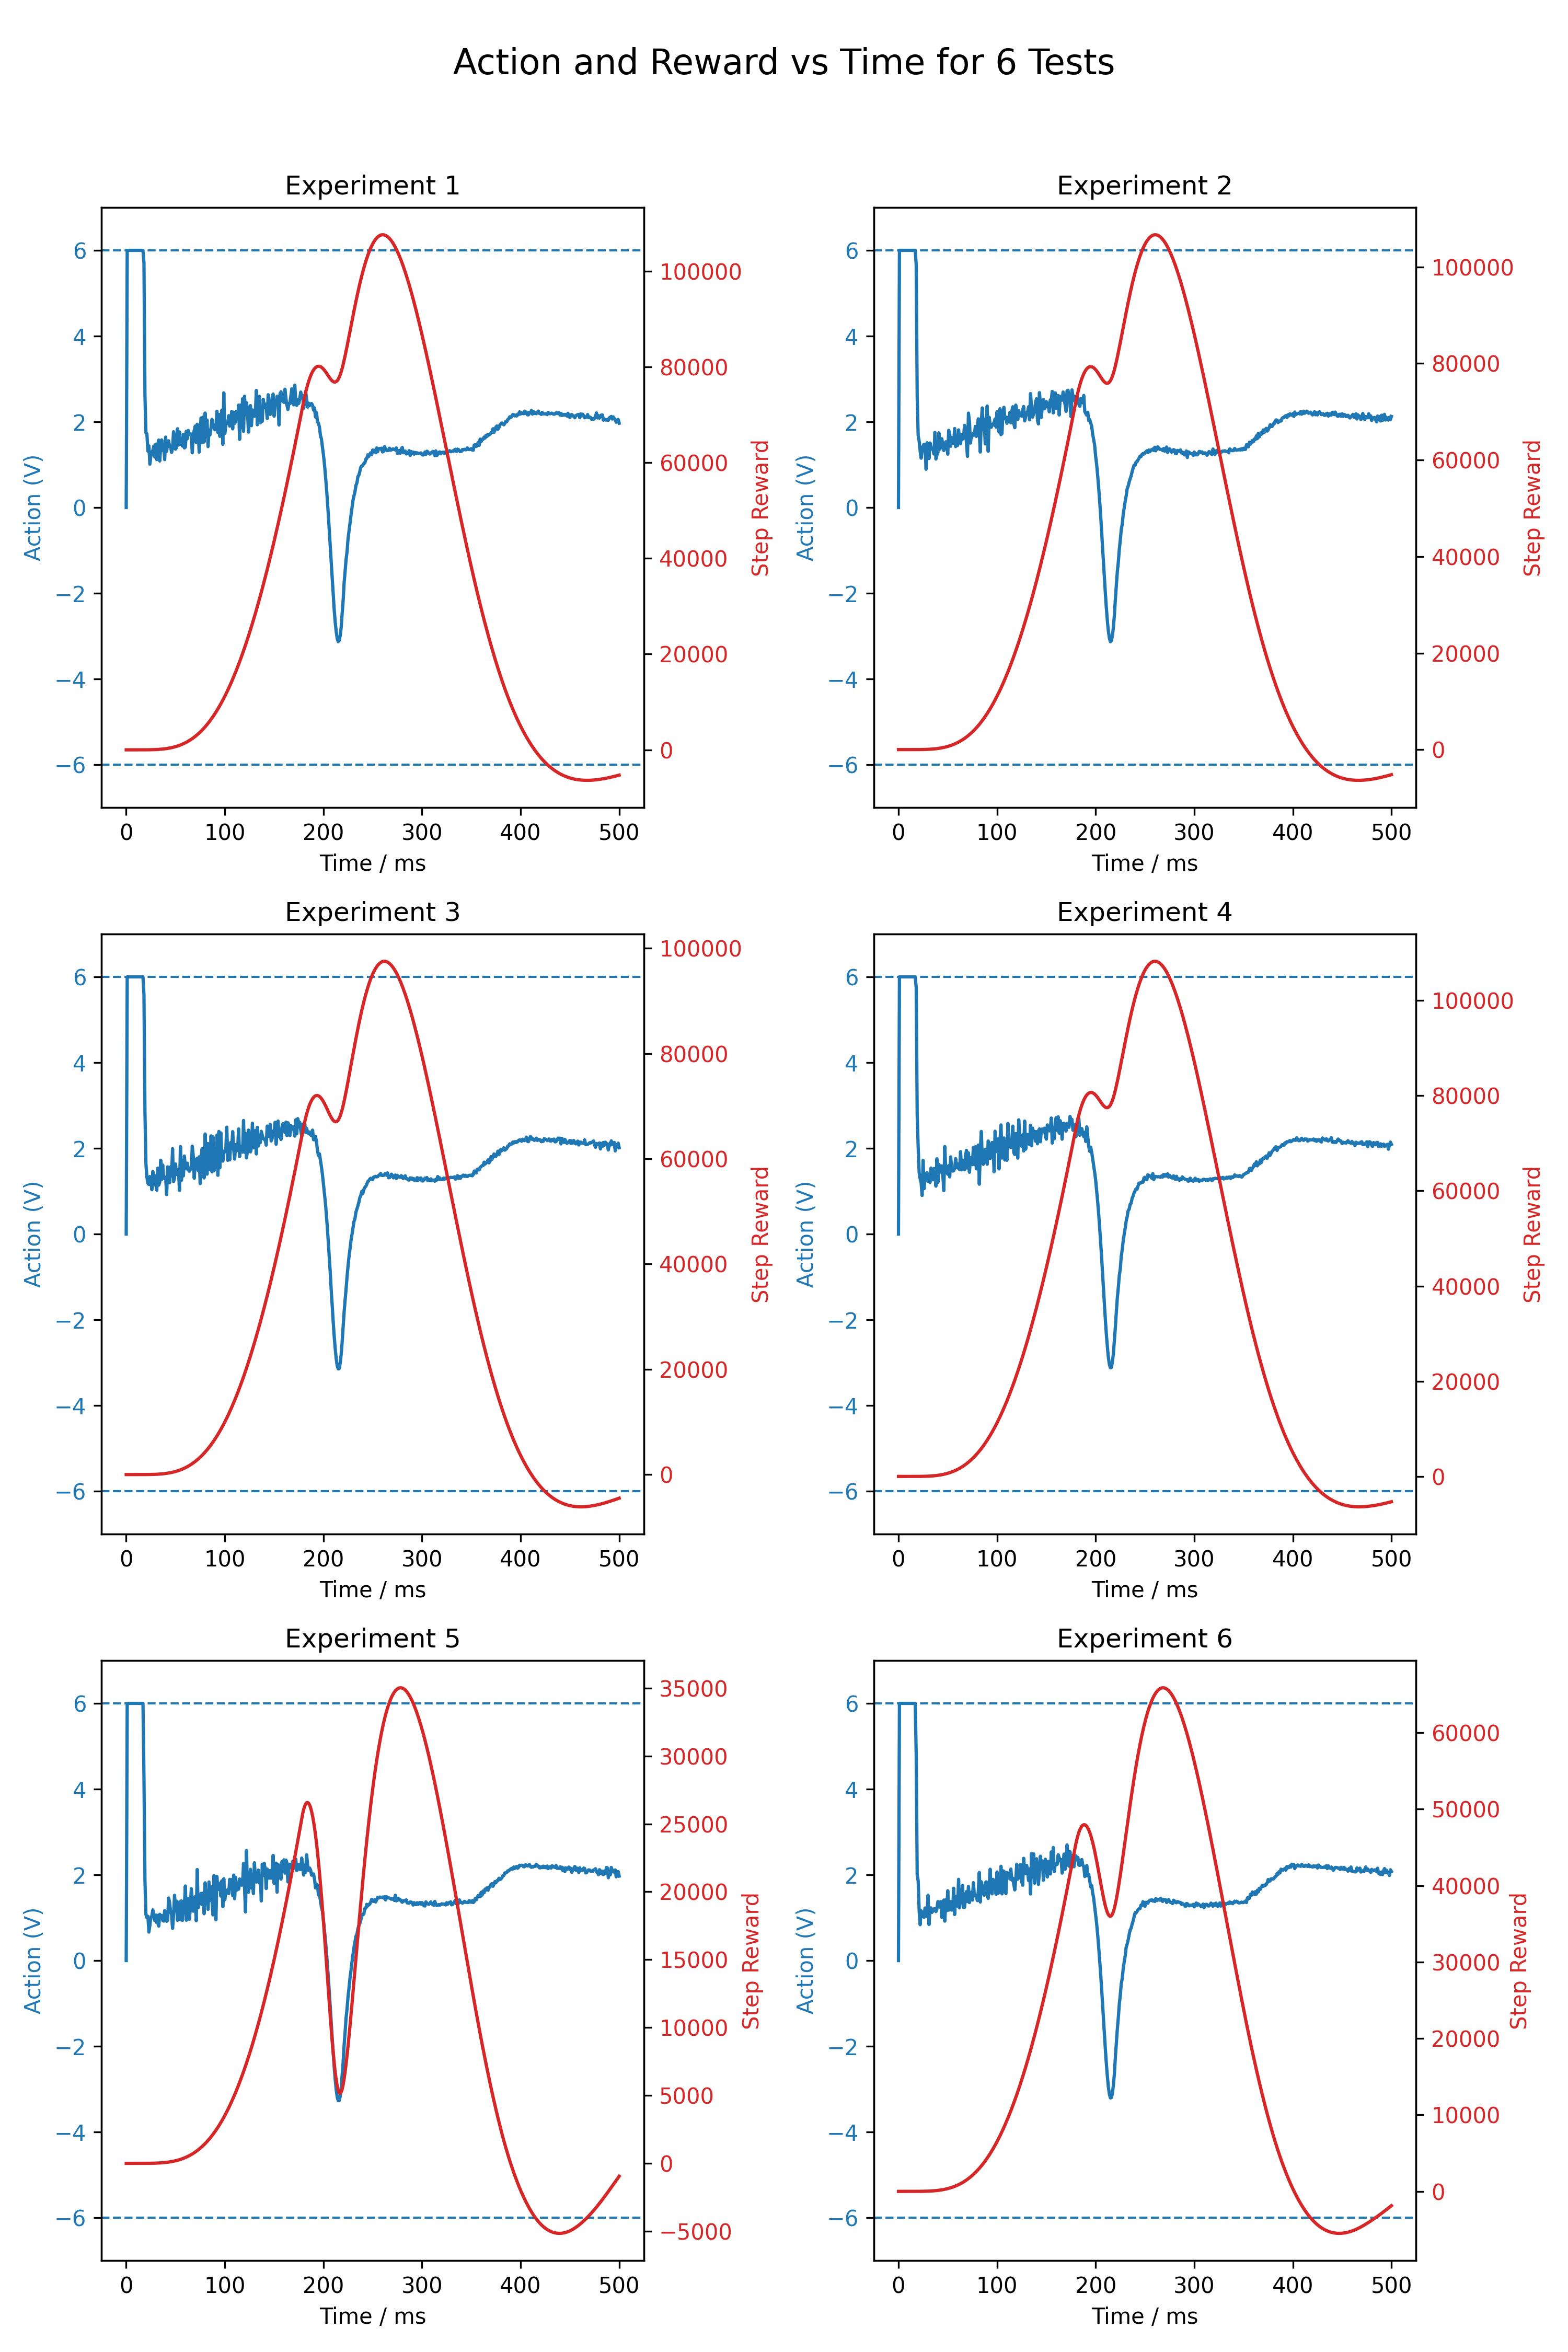 Action and Reward vs Time for 6 Tests
Experiment 1
6
4
2
0
−2
−4
−6
Action (V)
100000
80000
60000
40000
20000
0
Step Reward
0 100 200 300 400 500
Time / ms
Experiment 2
6
4
2
0
−2
−4
−6
Action (V)
100000
80000
60000
40000
20000
0
Step Reward
0 100 200 300 400 500
Time / ms
Experiment 3
6
4
2
0
−2
−4
−6
Action (V)
100000
80000
60000
40000
20000
0
Step Reward
0 100 200 300 400 500
Time / ms
Experiment 4
6
4
2
0
−2
−4
−6
Action (V)
100000
80000
60000
40000
20000
0
Step Reward
0 100 200 300 400 500
Time / ms
Experiment 5
6
4
2
0
−2
−4
−6
Action (V)
35000
30000
25000
20000
15000
10000
5000
0
−5000
Step Reward
0 100 200 300 400 500
Time / ms
Experiment 6
6
4
2
0
−2
−4
−6
Action (V)
60000
50000
40000
30000
20000
10000
0
Step Reward
0 100 200 300 400 500
Time / ms